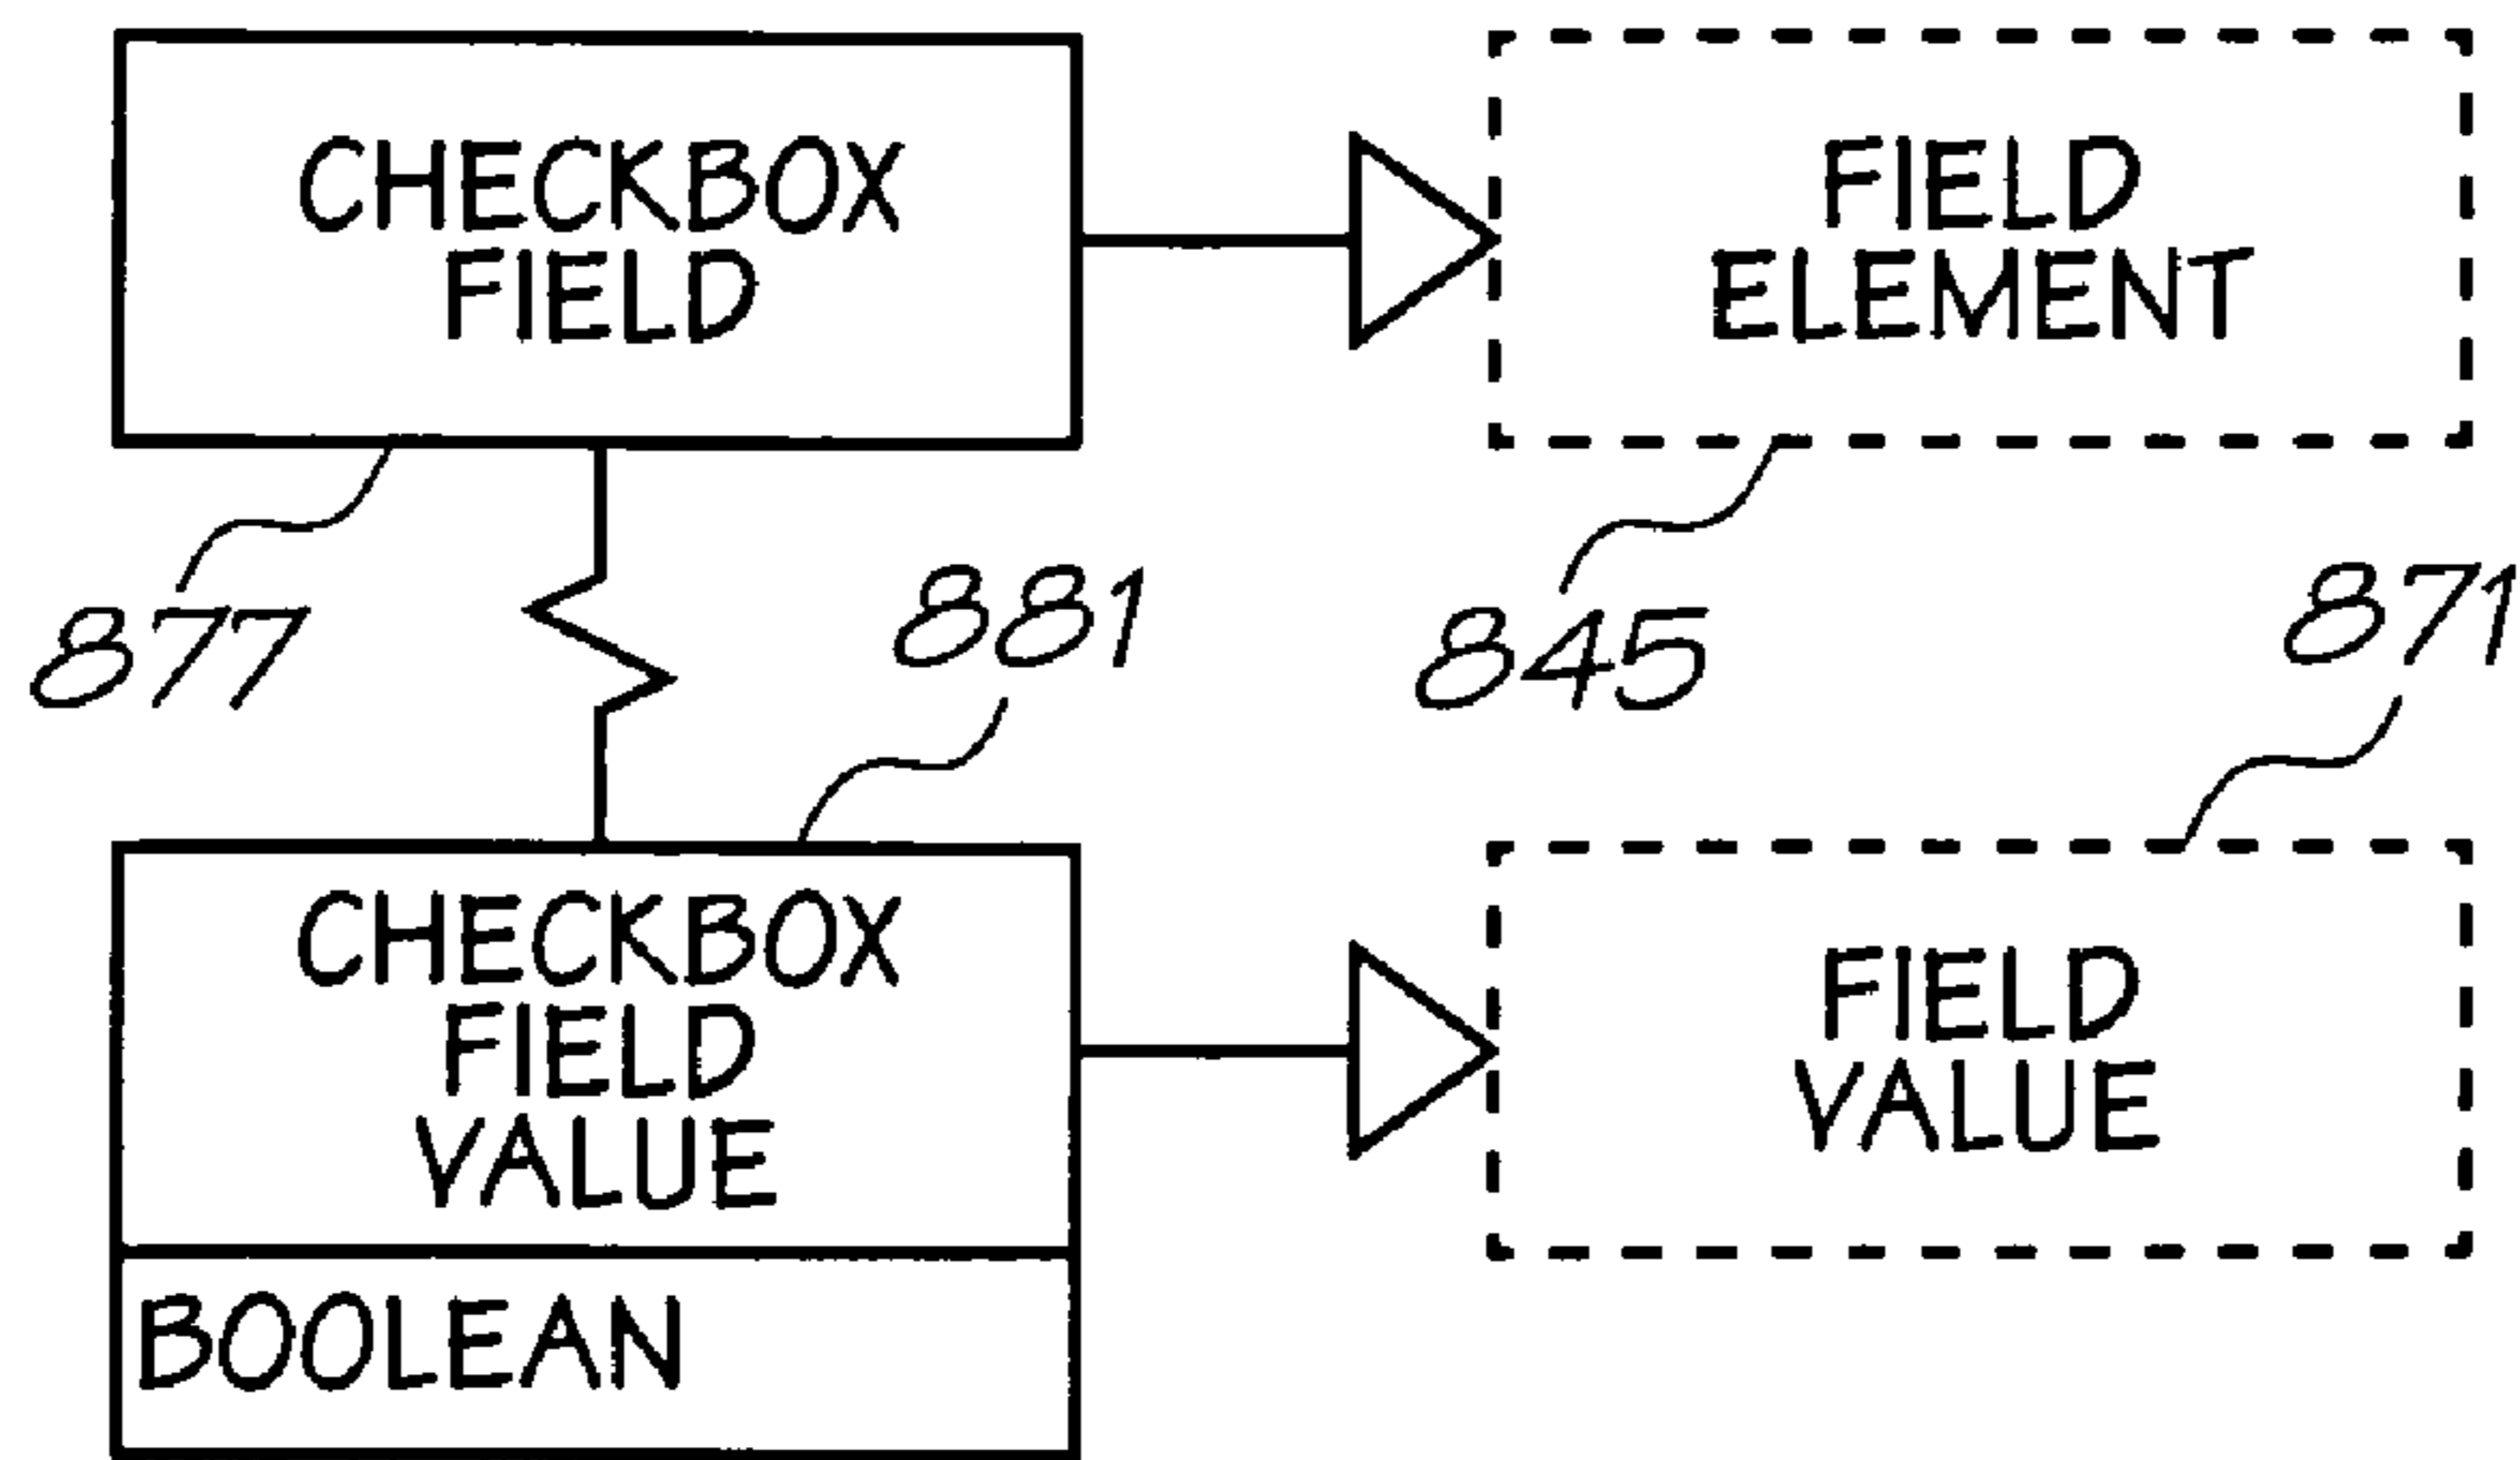 CHECKBOX
FIELD
FIELD
ELEMENT
877
881
845
871
CHECKBOX
FIELD
VALUE
FIELD
VALUE
BOOLEAN